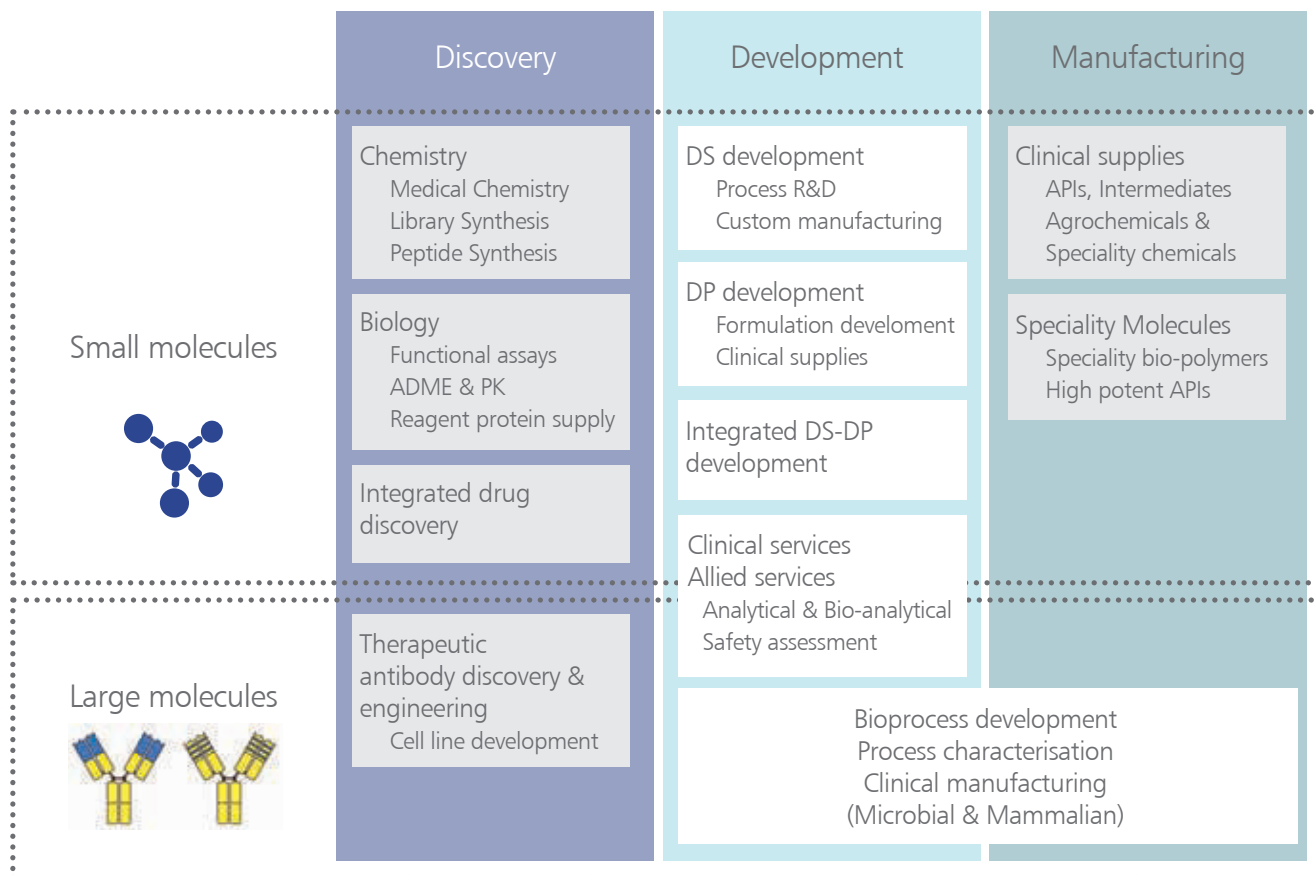 Discovery
Development
Manufacturing
Small molecules
Chemistry
Medical Chemistry
Library Synthesis
Peptide Synthesis
Biology
Functional assays
ADME & PK
Reagent protein supply
Integrated drug
discovery
DS development
Process R&D
Custom manufacturing
DP development
Formulation develoment
Clinical supplies
Integrated DS-DP
development
Clinical services
Allied services
Analytical & Bio-analytical
Safety assessment
Clinical supplies
APIs, Intermediates
Agrochemicals &
Speciality chemicals
Speciality Molecules
Speciality bio-polymers
High potent APIs
Large molecules
Therapeutic
antibody discovery &
engineering
Cell line development
Bioprocess development
Process characterisation
Clinical manufacturing
(Microbial & Mammalian)